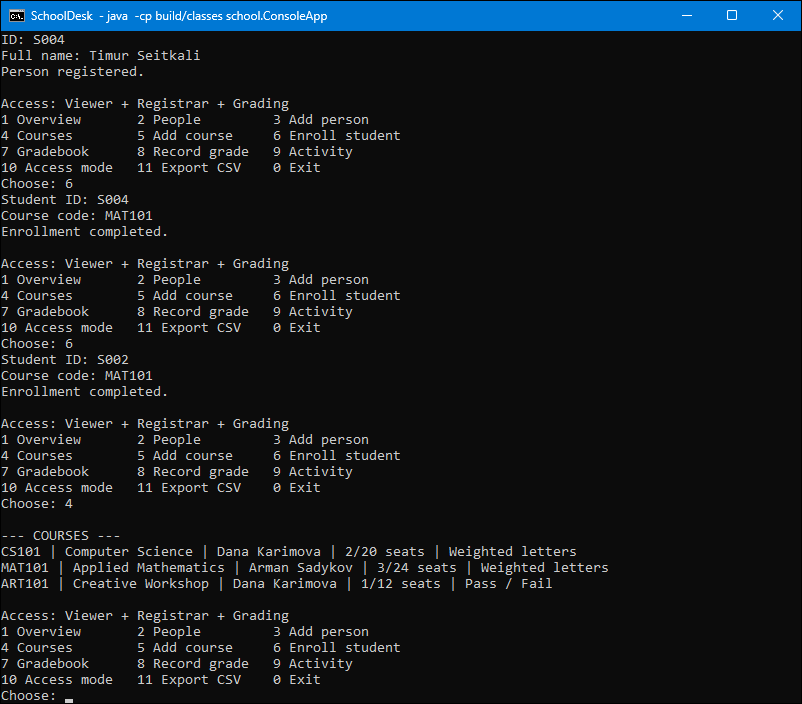 SchoolDesk - java -cp build/classes school.ConsoleApp
ID: S004
Full name: Timur Seitkali
Person registered.

Access: Viewer + Registrar + Grading
1 Overview       2 People         3 Add person
4 Courses        5 Add course     6 Enroll student
7 Gradebook      8 Record grade   9 Activity
10 Access mode   11 Export CSV    0 Exit
Choose: 6
Student ID: S004
Course code: MAT101
Enrollment completed.

Access: Viewer + Registrar + Grading
1 Overview       2 People         3 Add person
4 Courses        5 Add course     6 Enroll student
7 Gradebook      8 Record grade   9 Activity
10 Access mode   11 Export CSV    0 Exit
Choose: 6
Student ID: S002
Course code: MAT101
Enrollment completed.

Access: Viewer + Registrar + Grading
1 Overview       2 People         3 Add person
4 Courses        5 Add course     6 Enroll student
7 Gradebook      8 Record grade   9 Activity
10 Access mode   11 Export CSV    0 Exit
Choose: 4

--- COURSES ---
CS101 | Computer Science | Dana Karimova | 2/20 seats | Weighted letters
MAT101 | Applied Mathematics | Arman Sadykov | 3/24 seats | Weighted letters
ART101 | Creative Workshop | Dana Karimova | 1/12 seats | Pass / Fail

Access: Viewer + Registrar + Grading
1 Overview       2 People         3 Add person
4 Courses        5 Add course     6 Enroll student
7 Gradebook      8 Record grade   9 Activity
10 Access mode   11 Export CSV    0 Exit
Choose: